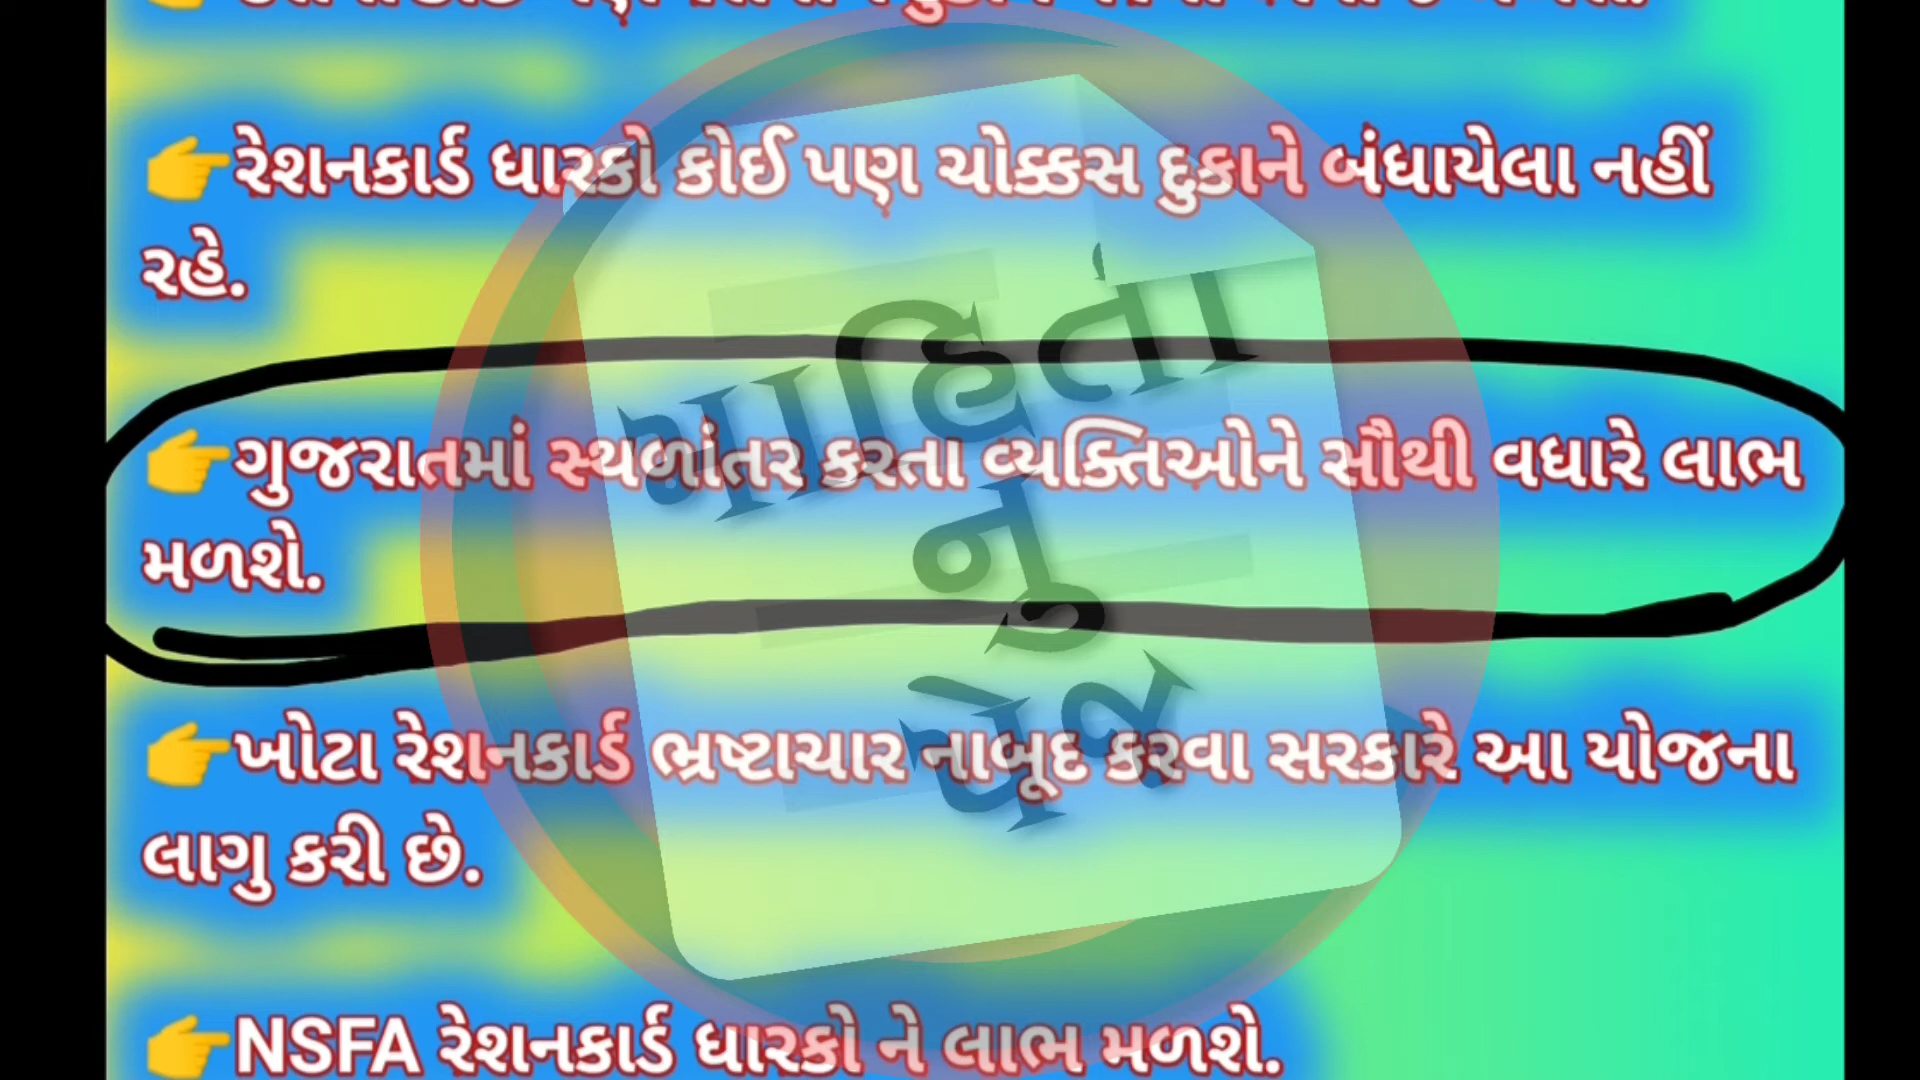 👉રેશનકાર્ડ ધારકો કોઈ પણ ચોક્કસ દુકાને બંધાયેલા નહીં
રહે.
👉ગુજરાતમાં સ્થળાંતર કરતા વ્યક્તિઓને સૌથી વધારે લાભ
મળશે.
👉ખોટા રેશનકાર્ડ ભ્રષ્ટાચાર નાબૂદ કરવા સરકારે આ યોજના
લાગુ કરી છે.
👉NSFA રેશનકાર્ડ ધારકો ને લાભ મળશે.
માહિતી
નું
પેજ